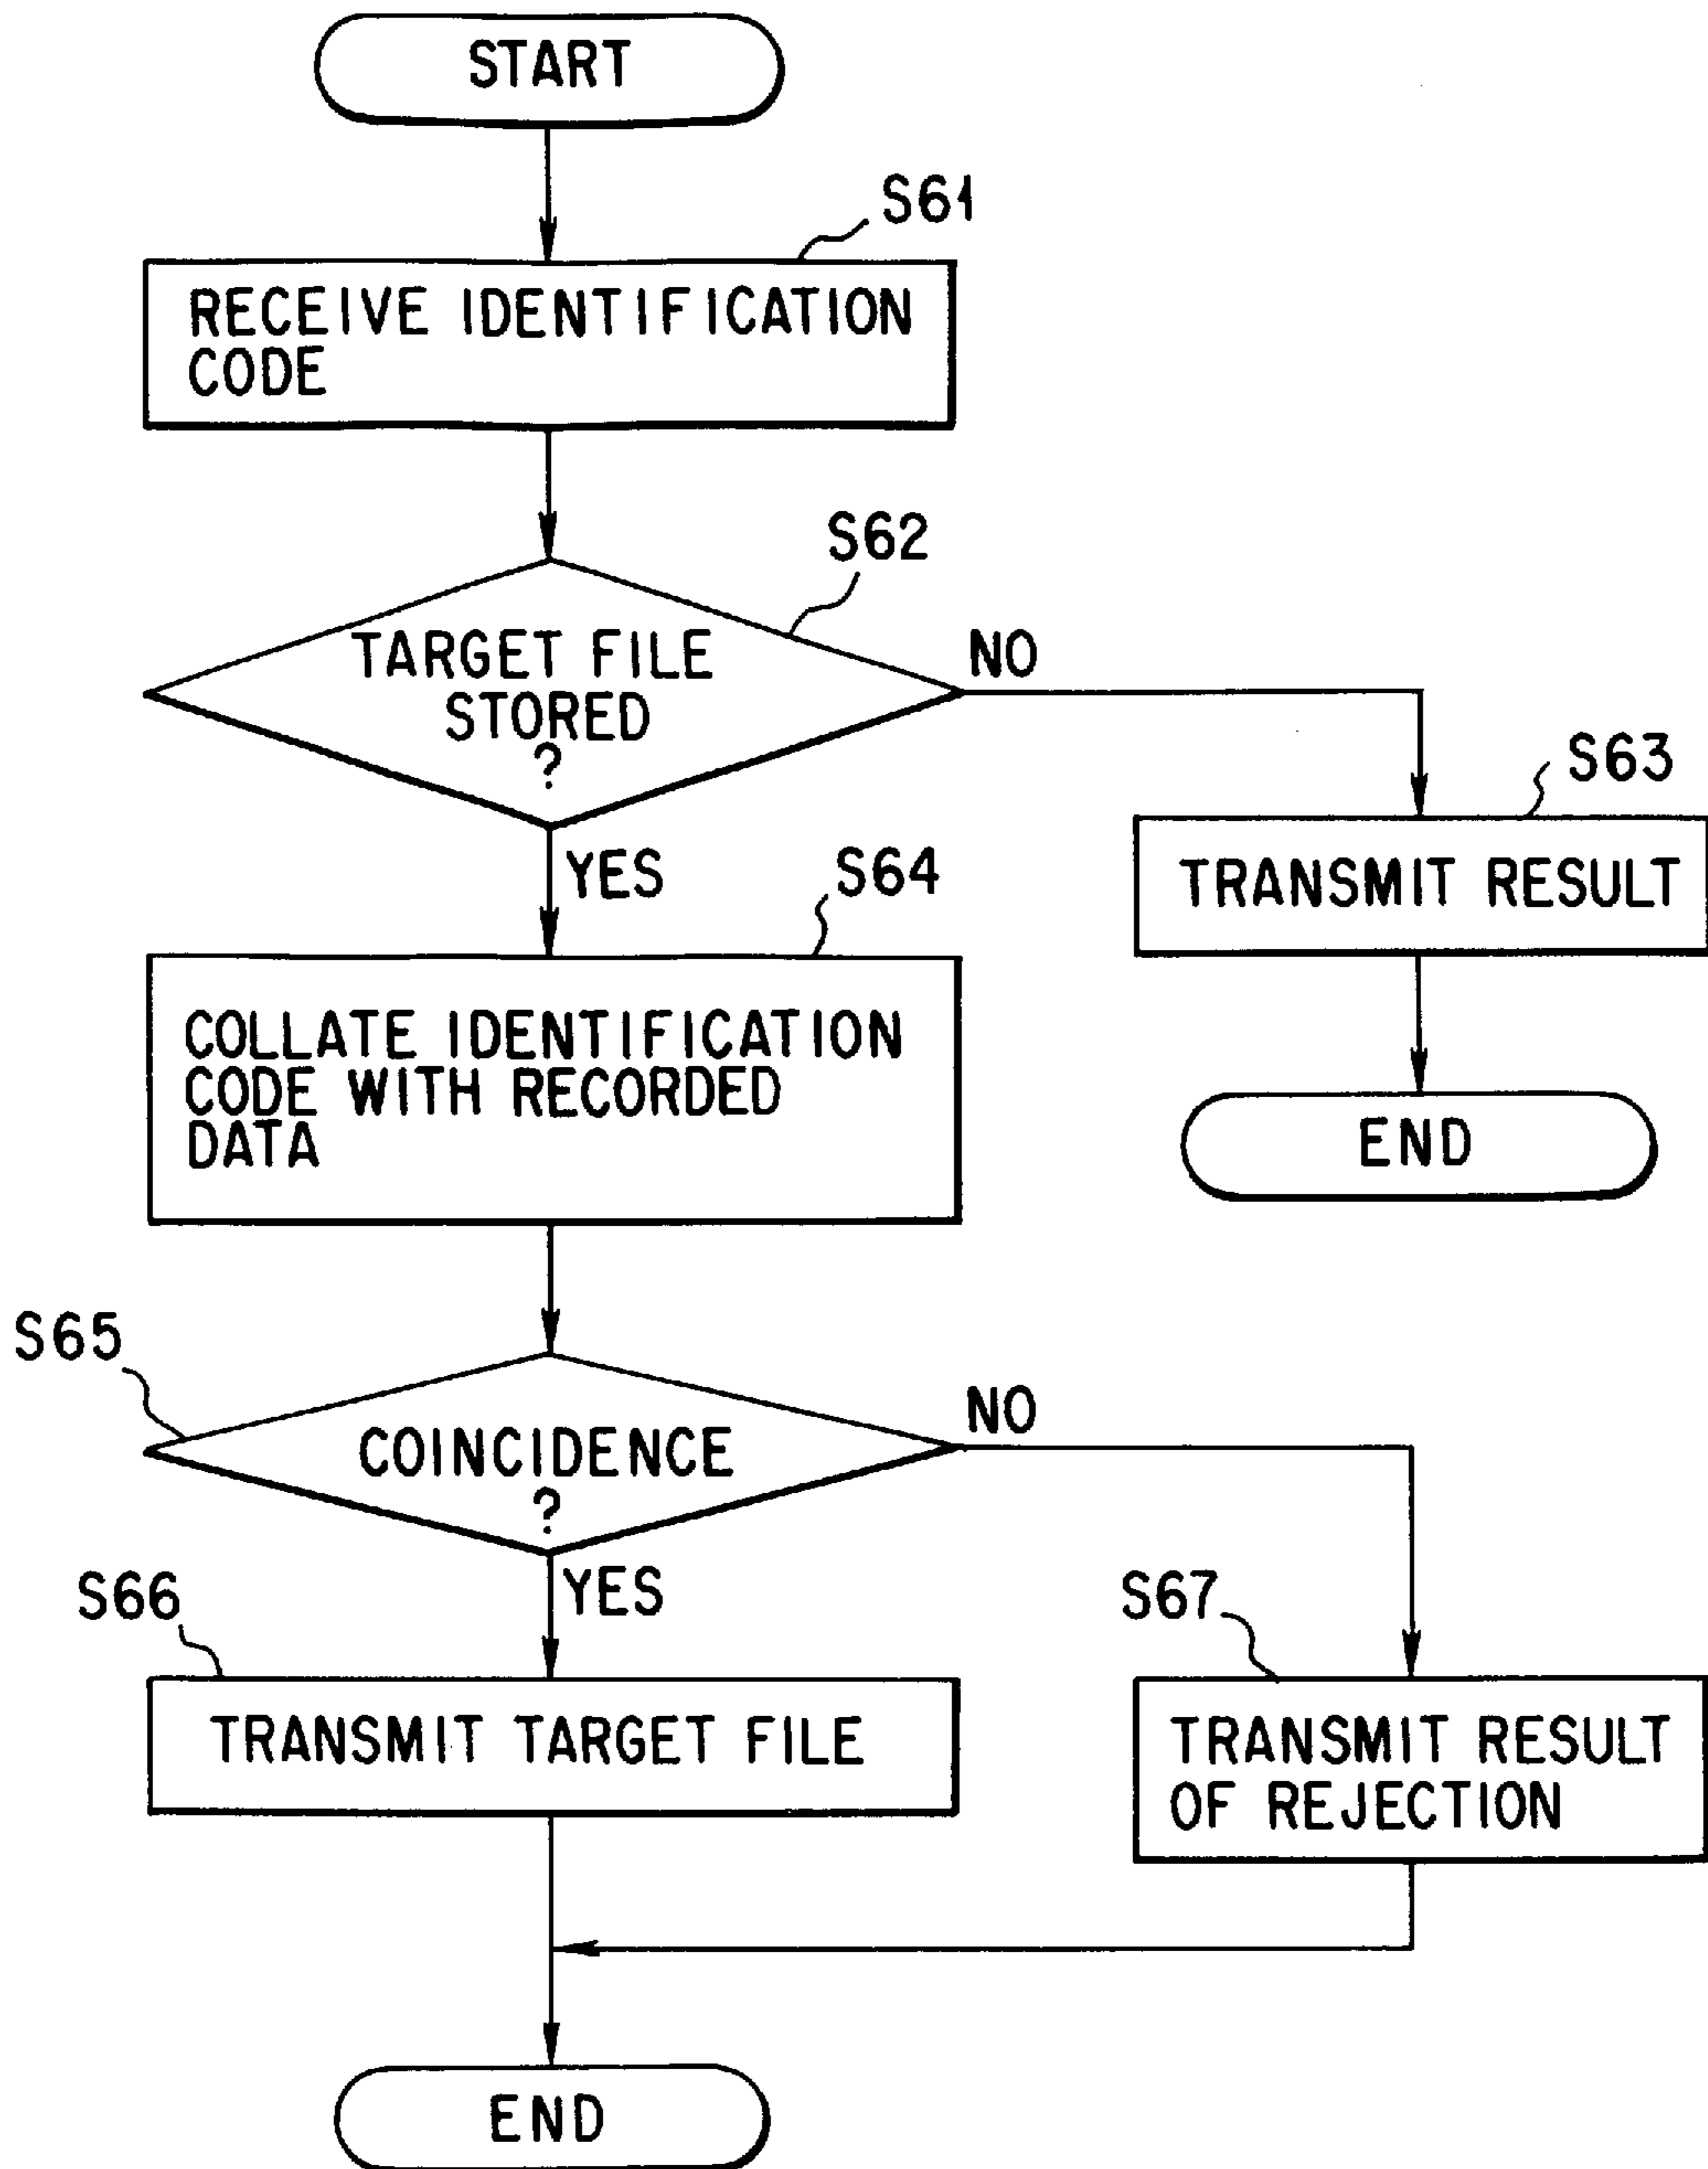 START
S61
RECEIVE IDENTIFICATION
CODE
S62
TARGET FILE
STORED
?
NO
S63
TRANSMIT RESULT
END
YES
S64
COLLATE IDENTIFICATION
CODE WITH RECORDED
DATA
S65
COINCIDENCE
?
NO
YES
S66
TRANSMIT TARGET FILE
S67
TRANSMIT RESULT
OF REJECTION
END